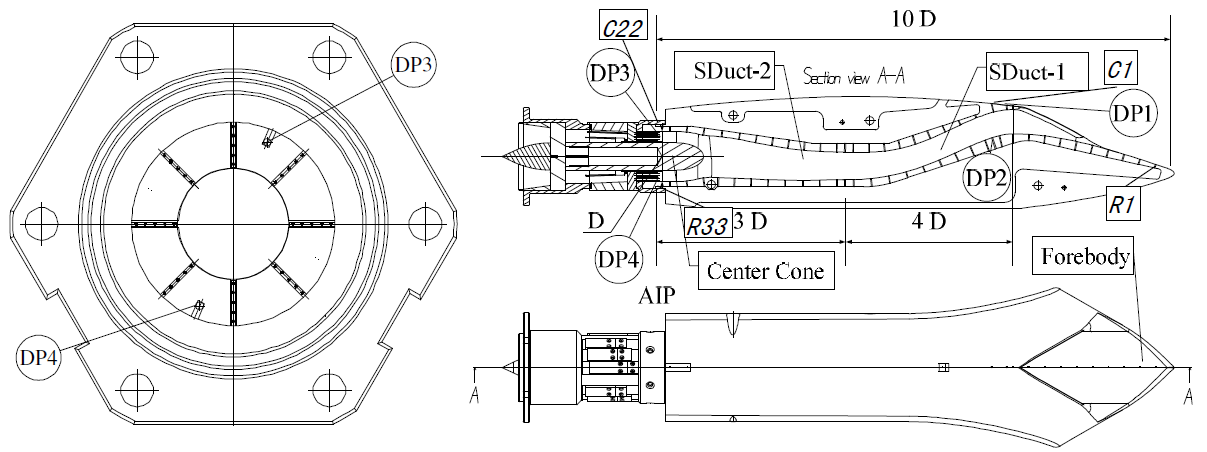 DP3
DP4
10 D
C22
DP3
SDuct-2
Section view A-A
SDuct-1
C1
DP1
DP2
R1
D
3 D
R33
4 D
DP4
Center Cone
Forebody
AIP
A
A